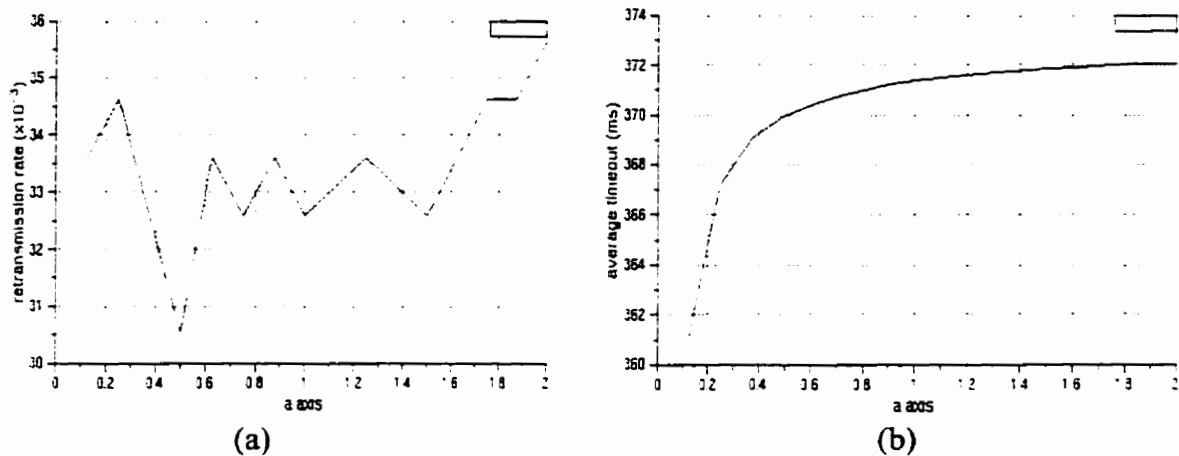 36
35
34
33
32
31
30
retransmission rate (x10⁻³)
0 0.2 0.4 0.6 0.8 1 1.2 1.4 1.6 1.8 2
a axis
(a)
374
372
370
368
366
364
362
360
average timeout (ms)
0 0.2 0.4 0.6 0.8 1 1.2 1.4 1.6 1.8 2
a axis
(b)